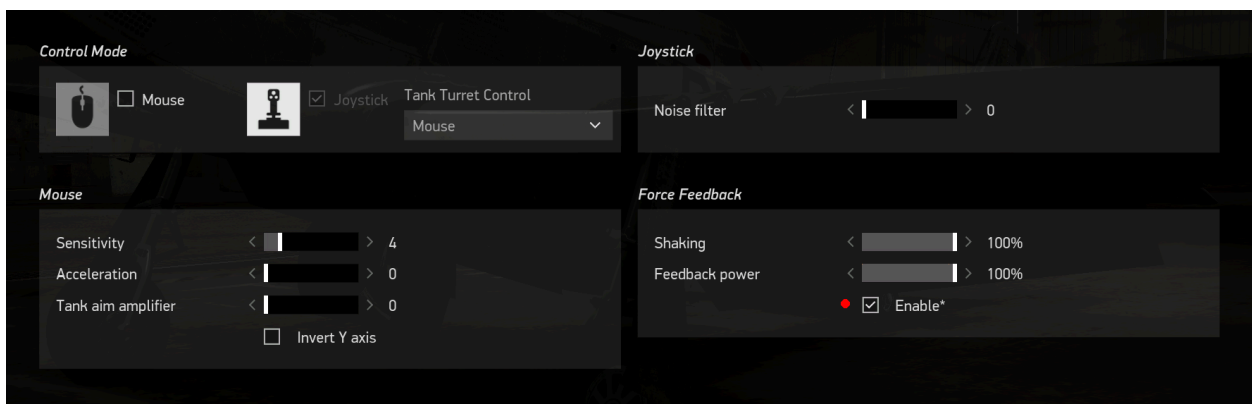 Control Mode
Mouse
Joystick
Tank Turret Control
Mouse
Joystick
Noise filter
0
Mouse
Sensitivity
4
Acceleration
0
Tank aim amplifier
0
Invert Y axis
Force Feedback
Shaking
100%
Feedback power
100%
Enable*